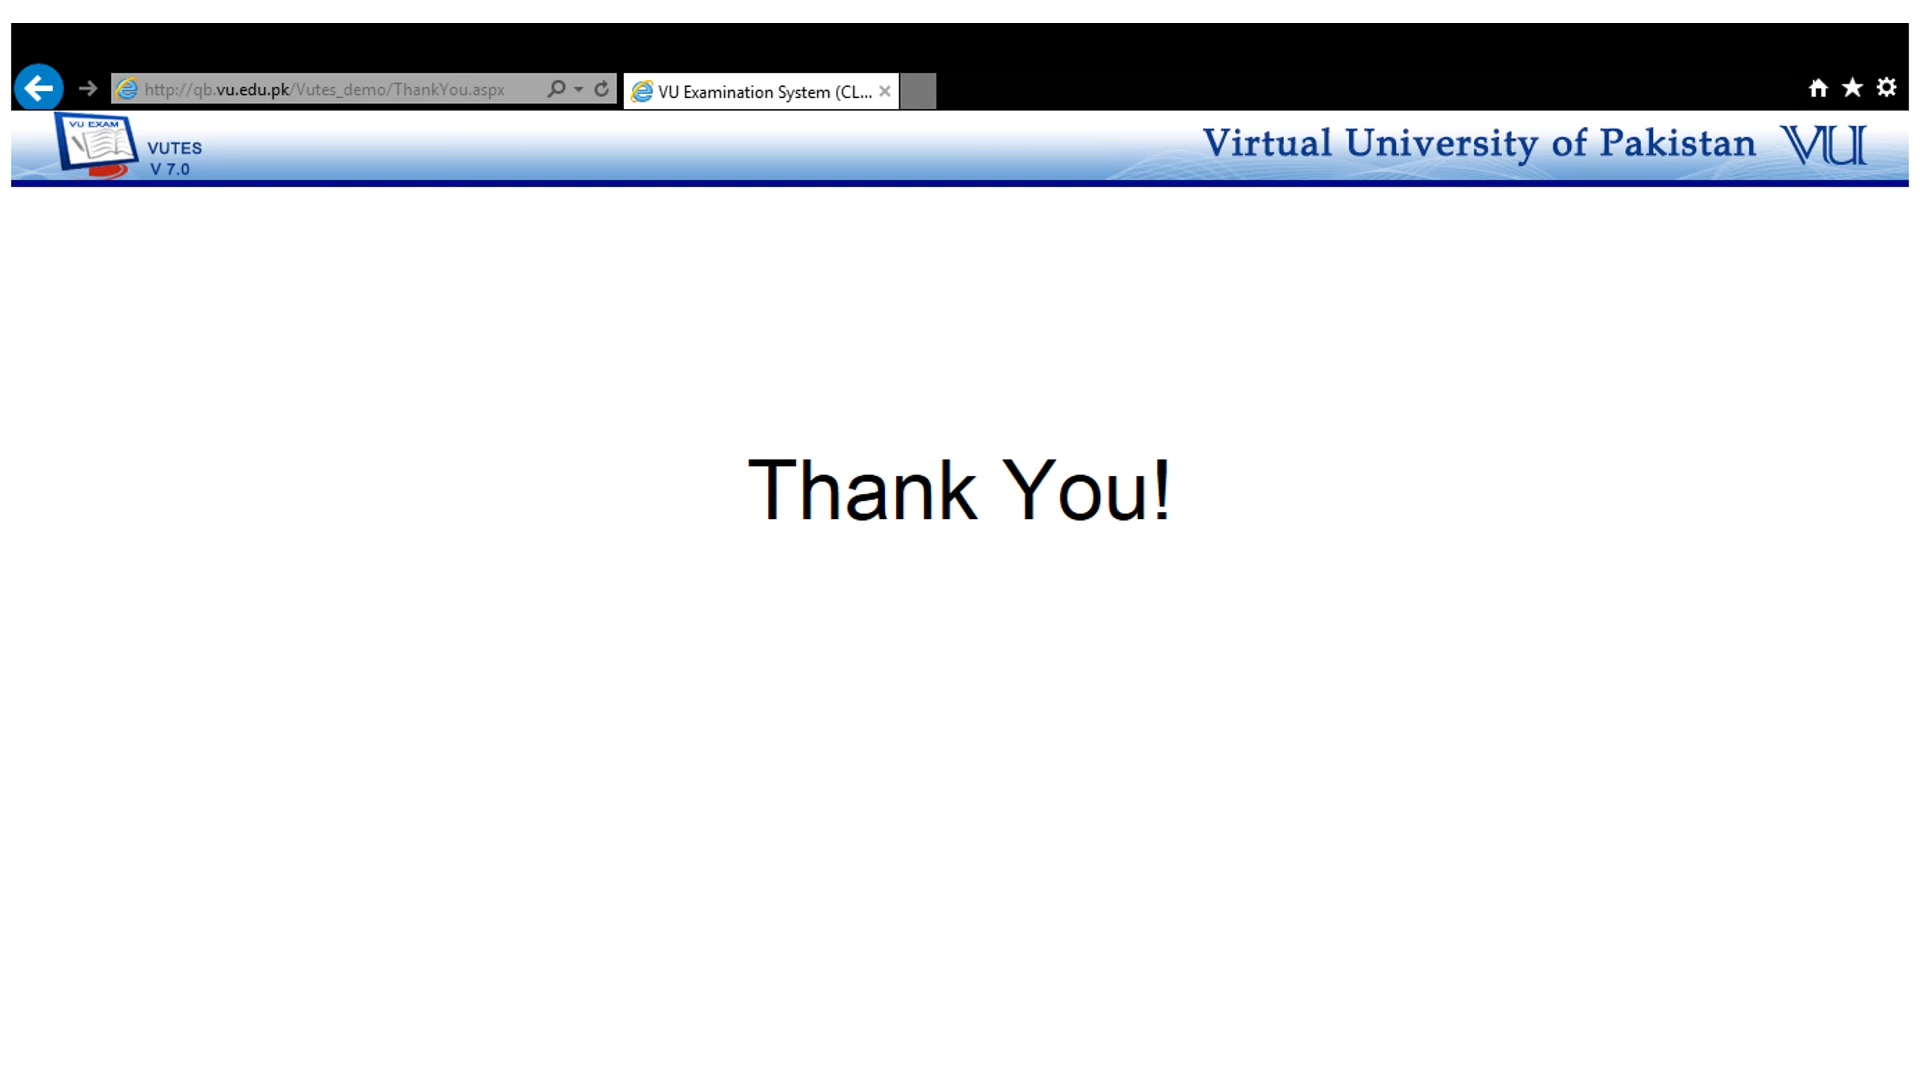 http://qb.vu.edu.pk/Vutes_demo/ThankYou.aspx
VU Examination System (CL...
VU EXAM
VUTES
V 7.0
Virtual University of Pakistan VU
Thank You!